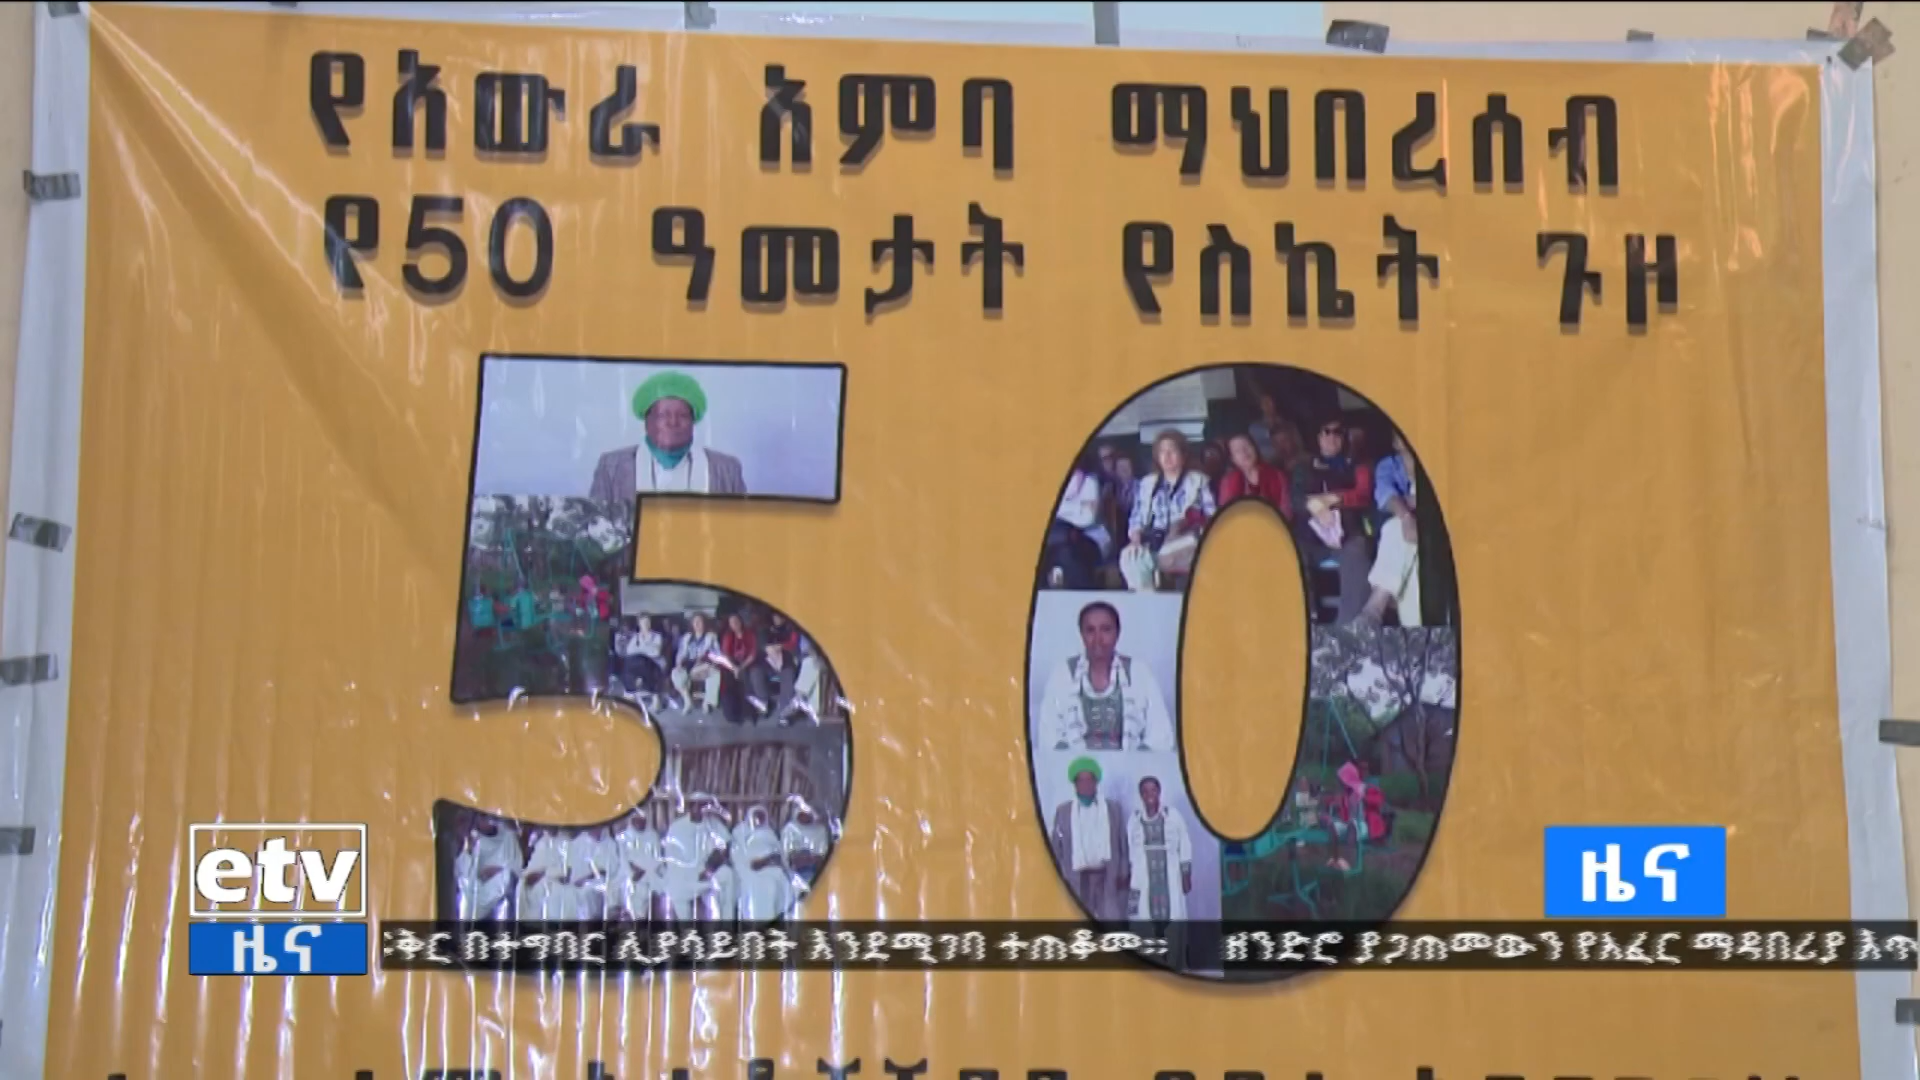 የአውራ አምባ ማህበረሰብ
የ50 ዓመታት የስኬት ጉዞ
50
etv
ዜና
ዜና
በተግባር ሊያሳይበት እንደሚገባ ተጠቆመ።
ዘንድሮ ያጋጠመውን የአፈር ማዳበሪያ